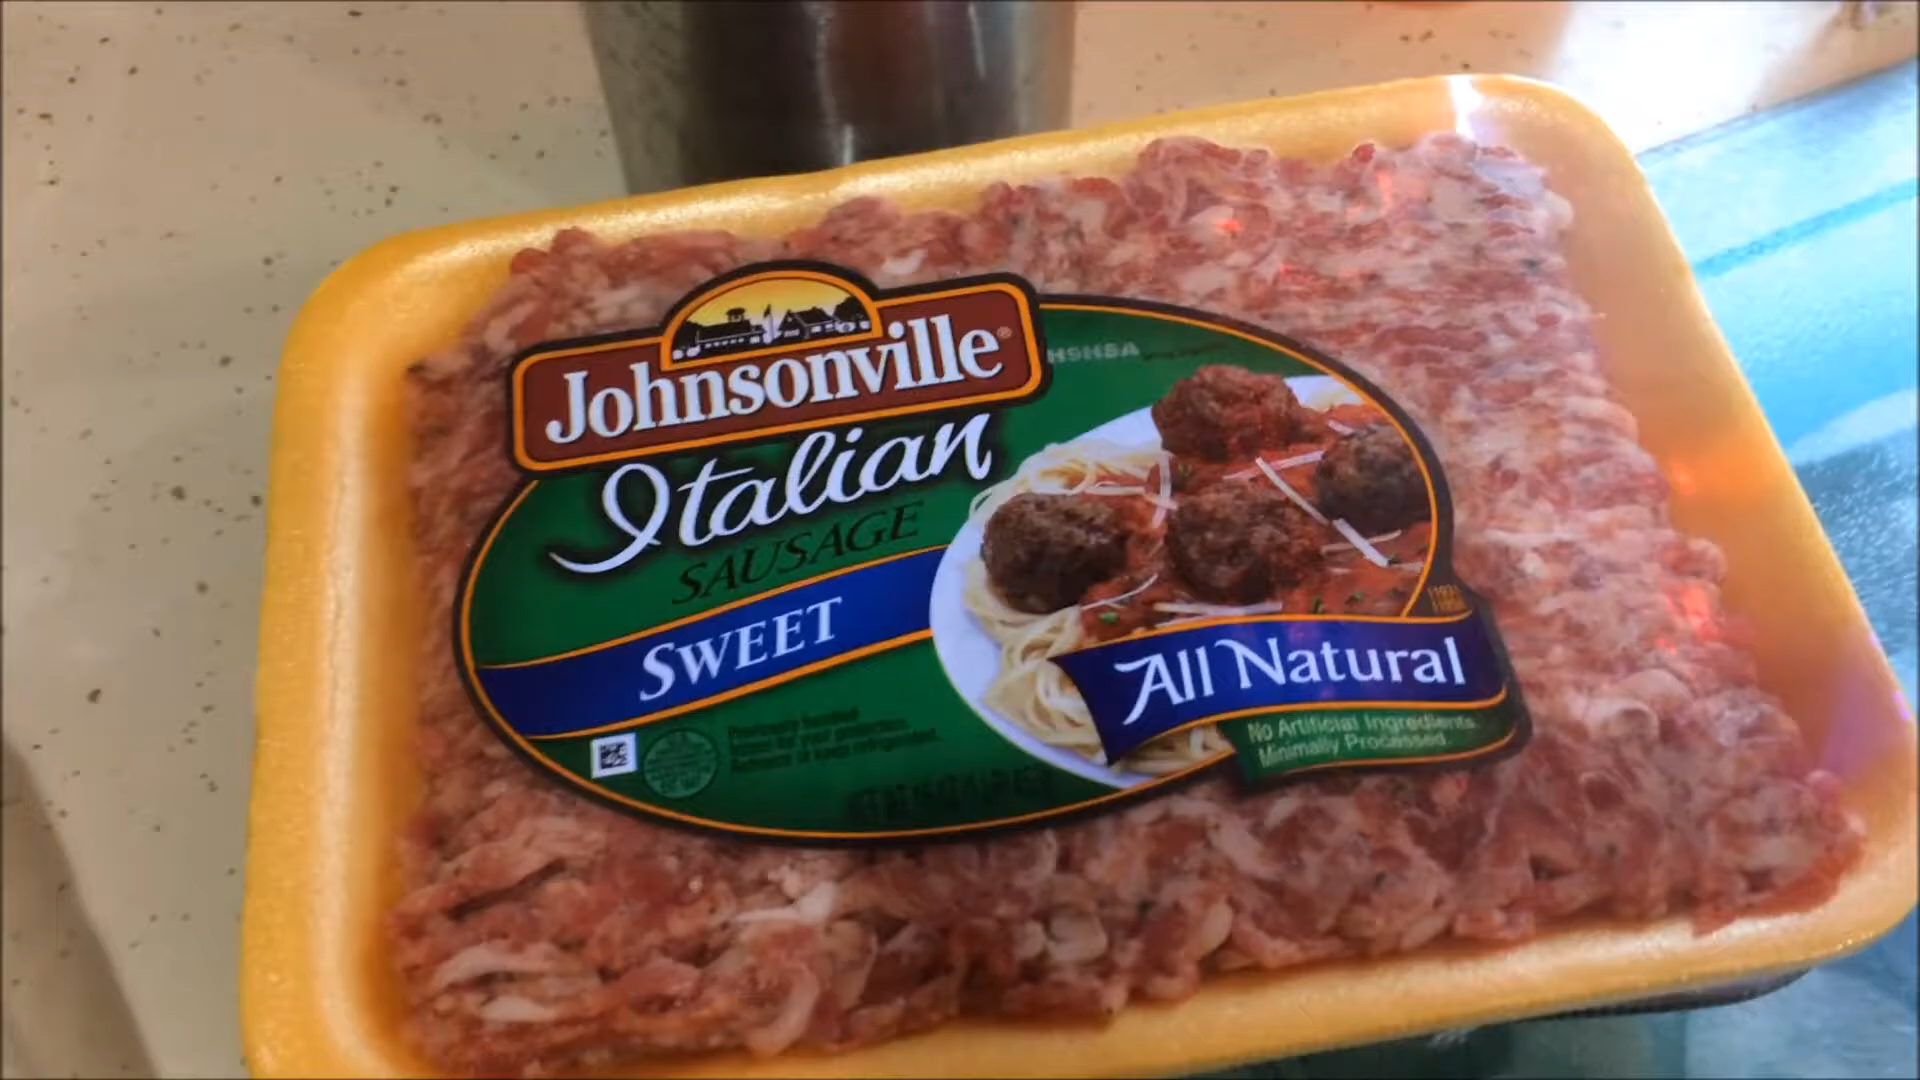 Johnsonville®
Italian
SAUSAGE
SWEET
All Natural
No Artificial Ingredients
Minimally Processed.